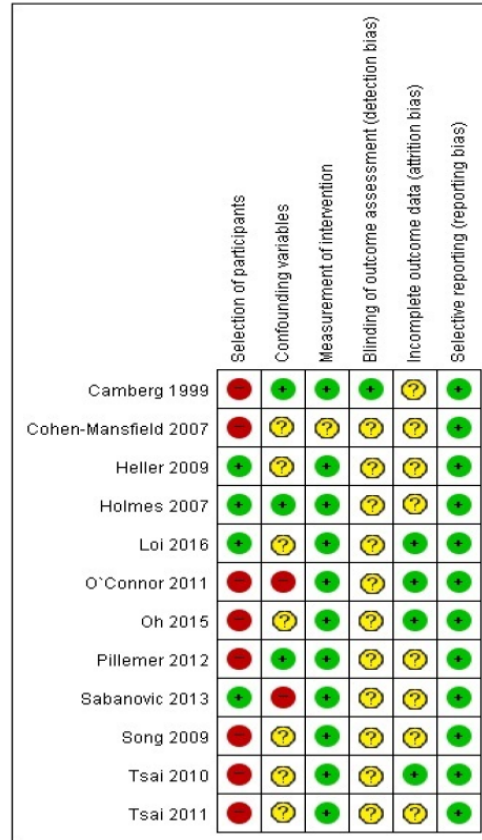 Selection of participants
Confounding variables
Measurement of intervention
Blinding of outcome assessment (detection bias)
Incomplete outcome data (attrition bias)
Selective reporting (reporting bias)
Camberg 1999 - + + + ? +
Cohen-Mansfield 2007 - ? ? ? ? +
Heller 2009 + ? + ? ? +
Holmes 2007 + + + ? ? +
Loi 2016 + ? + ? + +
O`Connor 2011 - - + ? + +
Oh 2015 - ? + ? + +
Pillemer 2012 - + + ? ? +
Sabanovic 2013 + - + ? ? +
Song 2009 - ? + ? ? +
Tsai 2010 - ? + ? + +
Tsai 2011 - ? + ? ? +